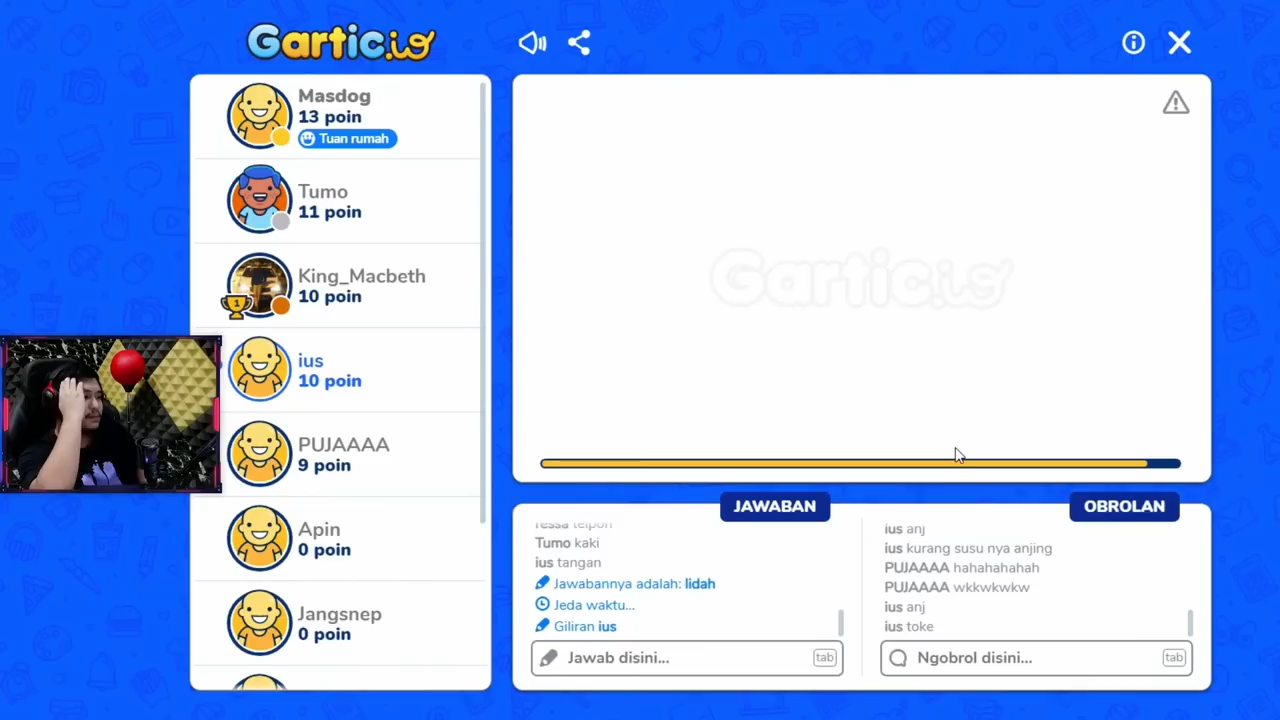 Gartic.io
Masdog
13 poin
Tuan rumah
Tumo
11 poin
King_Macbeth
10 poin
1
ius
10 poin
PUJAAAA
9 poin
Apin
0 poin
Jangsnep
0 poin
Gartic.io
JAWABAN
Tumo kaki
ius tangan
Jawabannya adalah: lidah
Jeda waktu...
Giliran ius
Jawab disini...
tab
OBROLAN
ius anj
ius kurang susu nya anjing
PUJAAAA hahahahahah
PUJAAAA wkkwkwkw
ius anj
ius toke
Ngobrol disini...
tab